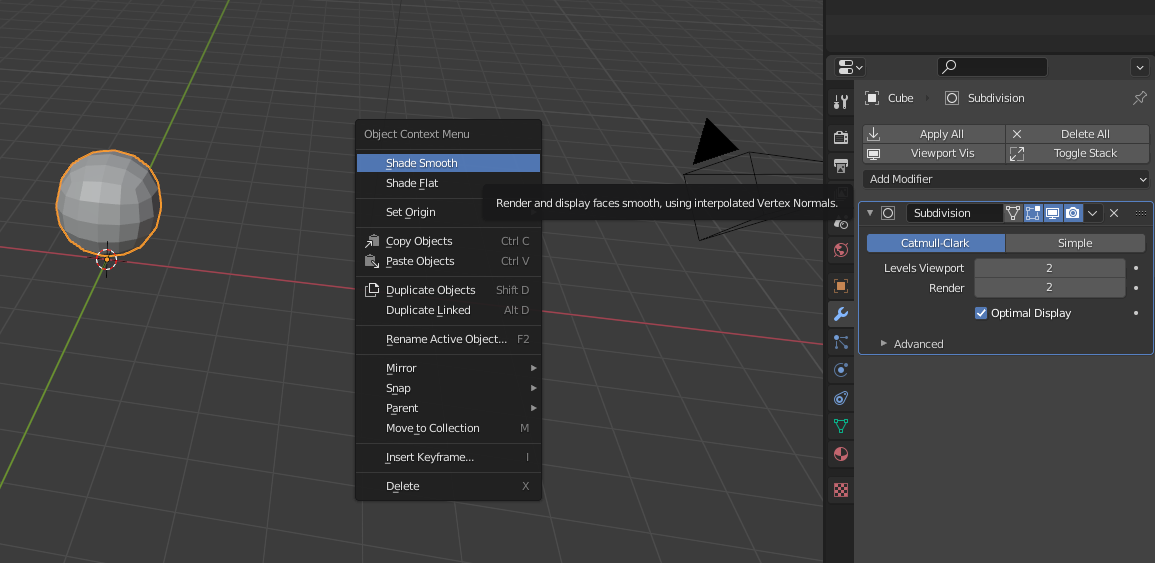 Object Context Menu
Shade Smooth
Shade Flat
Render and display faces smooth, using interpolated Vertex Normals.
Set Origin
Copy Objects Ctrl C
Paste Objects Ctrl V
Duplicate Objects Shift D
Duplicate Linked Alt D
Rename Active Object... F2
Mirror
Snap
Parent
Move to Collection M
Insert Keyframe... I
Delete X
Cube Subdivision
Apply All Delete All
Viewport Vis Toggle Stack
Add Modifier
Subdivision
Catmull-Clark Simple
Levels Viewport 2
Render 2
Optimal Display
Advanced